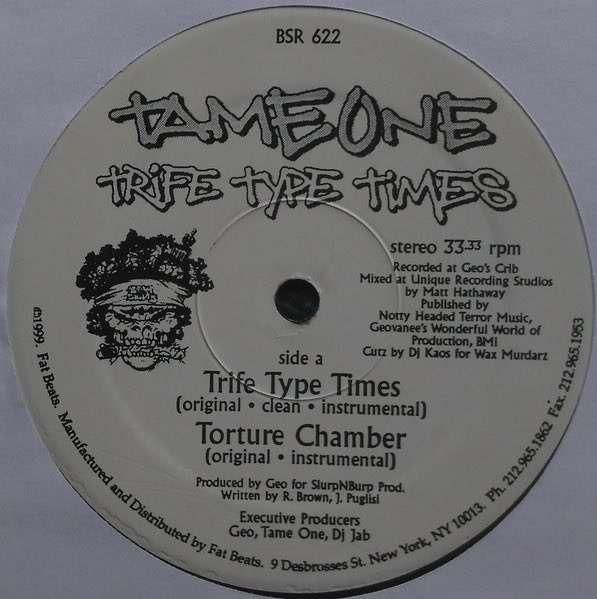 BSR 622
TAME ONE
TRiFE TYPE TiMES
stereo 33-33 rpm
Recorded at Geo's Crib
Mixed at Unique Recording Studios
by Matt Hathaway
Published by
Notty Headed Terror Music,
Geovanee's Wonderful World of
Production, BMI
Cutz by DJ Kaos for Wax Murdarz
side a
Trife Type Times
(original • clean • instrumental)
Torture Chamber
(original • instrumental)
Produced by Geo for SlurpNBurp Prod.
Written by R. Brown, J. Puglisi
Executive Producers
Geo, Tame One, Dj Jab
℗1999. Fat Beats. Manufactured and Distributed by Fat Beats. 9 Desbrosses St. New York, NY 10013. Ph. 212.965.1862 Fax. 212.965.1953